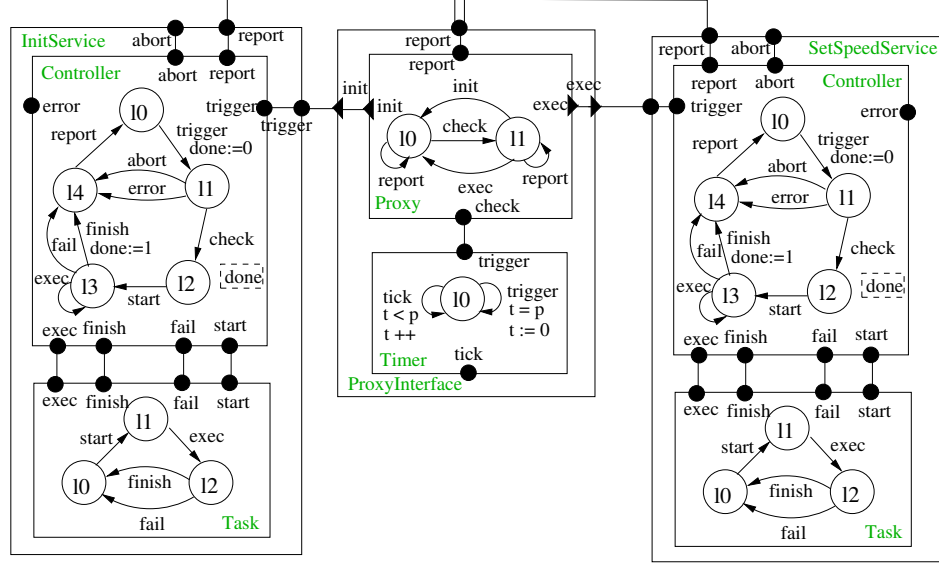 InitService
abort
report
Controller
abort
report
error
trigger
trigger
l0
report
trigger
done:=0
abort
error
l4
l1
finish
done:=1
fail
check
exec
l3
start
l2
done
exec
finish
fail
start
exec
finish
fail
start
l1
start
exec
l0
finish
l2
fail
Task
report
report
init
init
init
exec
exec
l0
check
l1
report
exec
report
Proxy
check
trigger
tick
t < p
t ++
l0
trigger
t = p
t := 0
Timer
tick
ProxyInterface
report
abort
SetSpeedService
report
abort
Controller
trigger
error
l0
report
trigger
done:=0
abort
error
l4
l1
finish
done:=1
fail
check
exec
l3
start
l2
done
exec
finish
fail
start
exec
finish
fail
start
l1
start
exec
l0
finish
l2
fail
Task